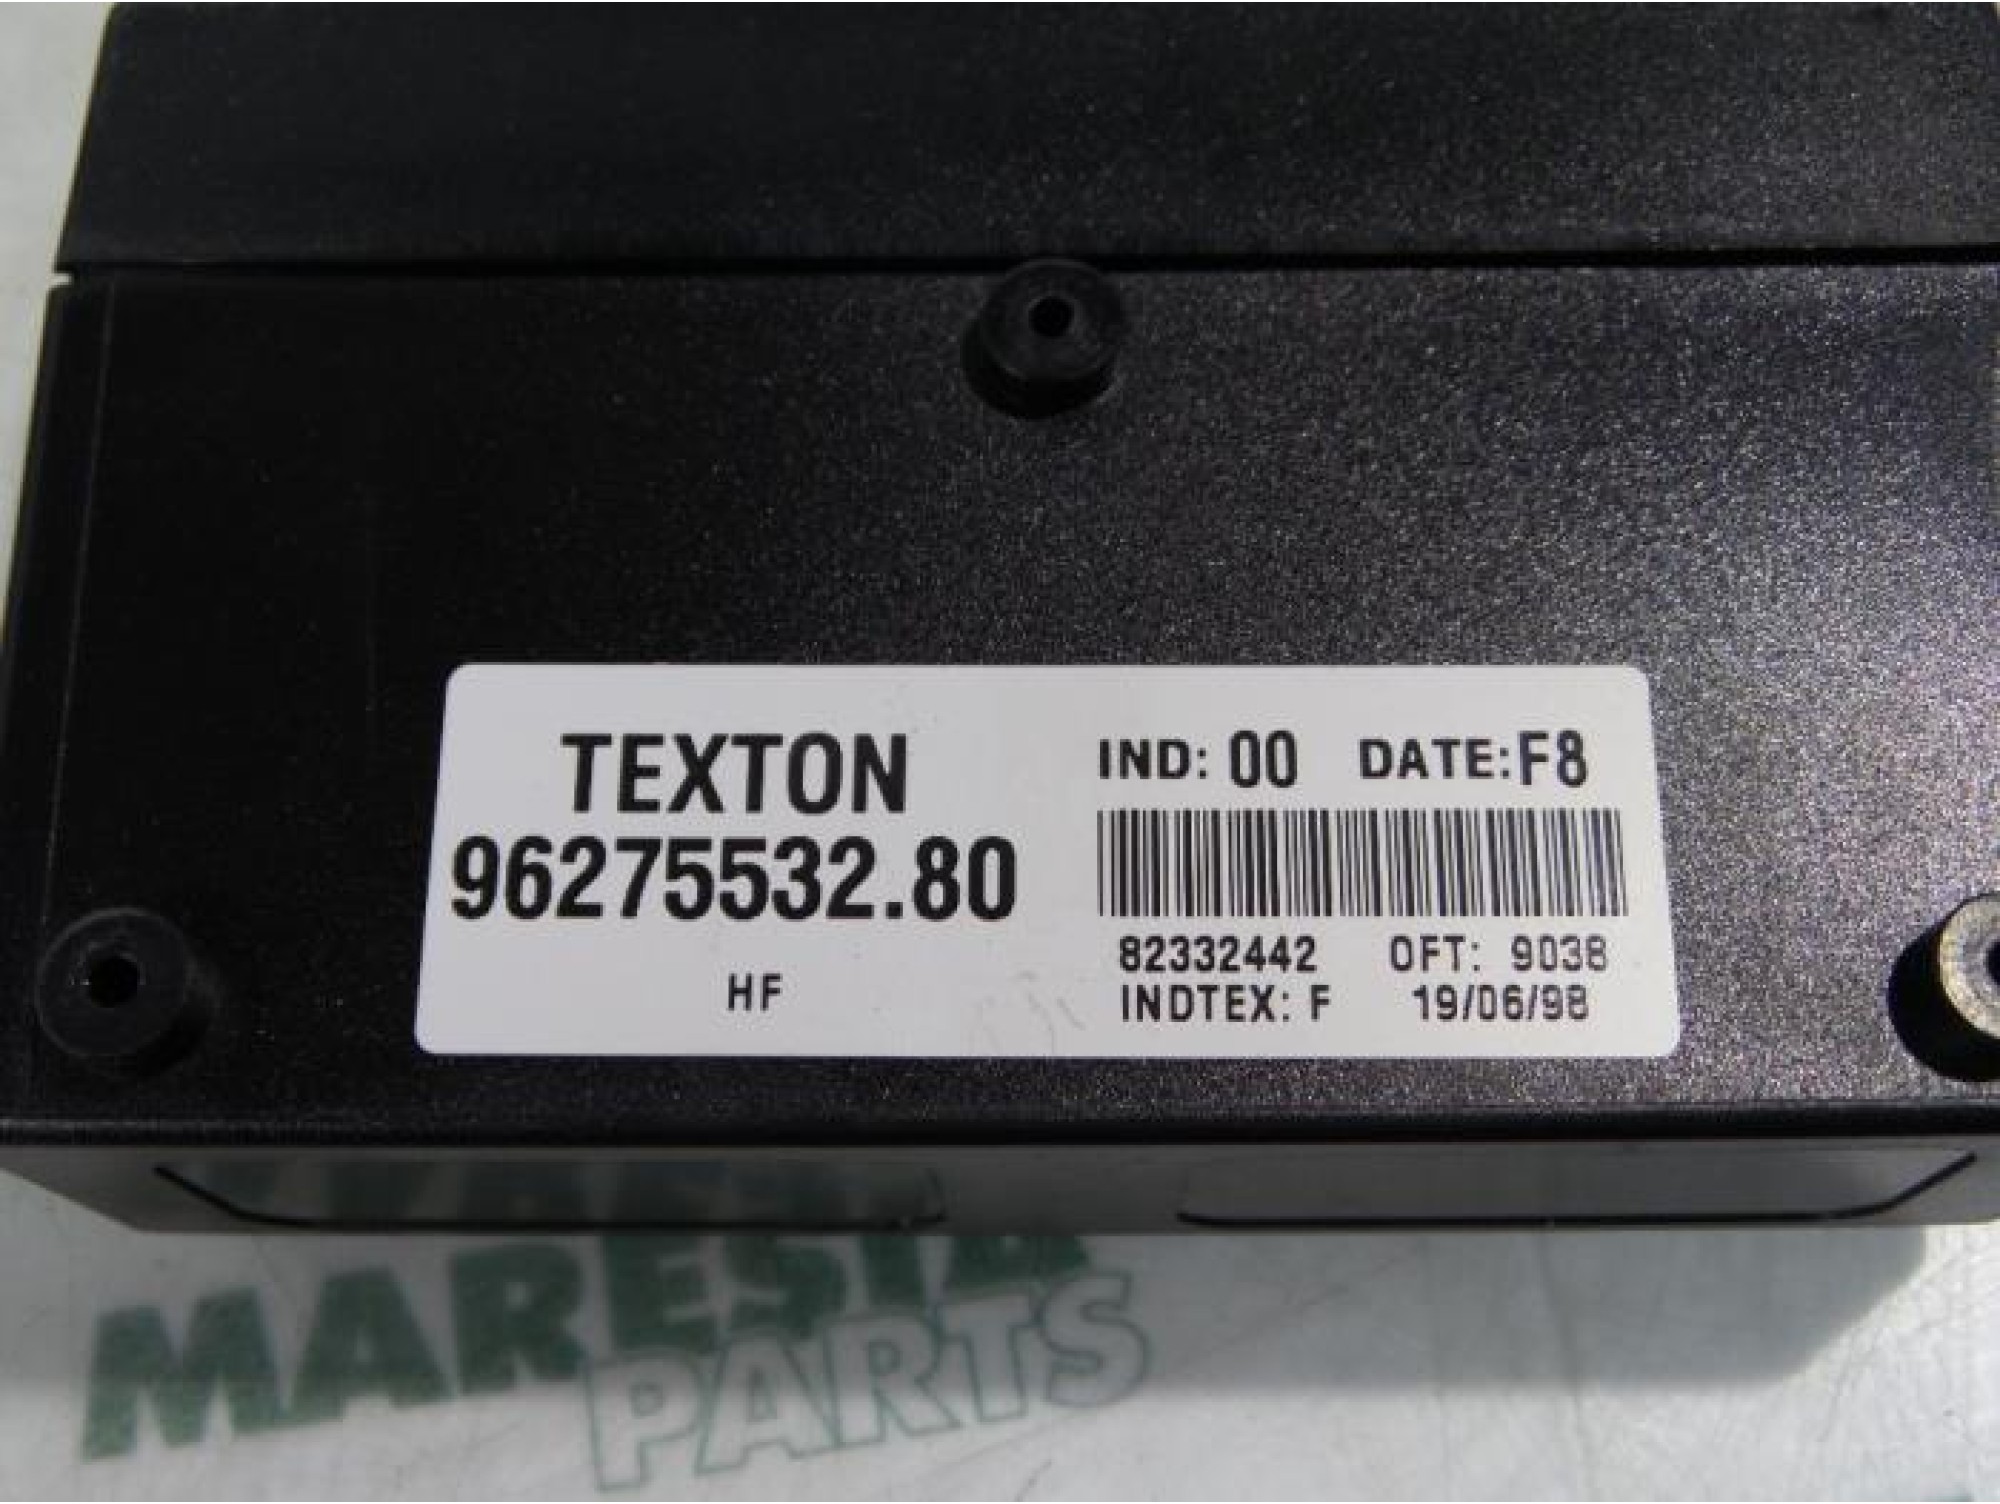 TEXTON
96275532.80
HF
IND: 00 DATE: F8
82332442 OFT: 9038
INDTEX: F 19/06/98
MARESIA
PARTS